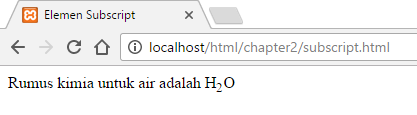 Elemen Subscript
localhost/html/chapter2/subscript.html
Rumus kimia untuk air adalah H₂O